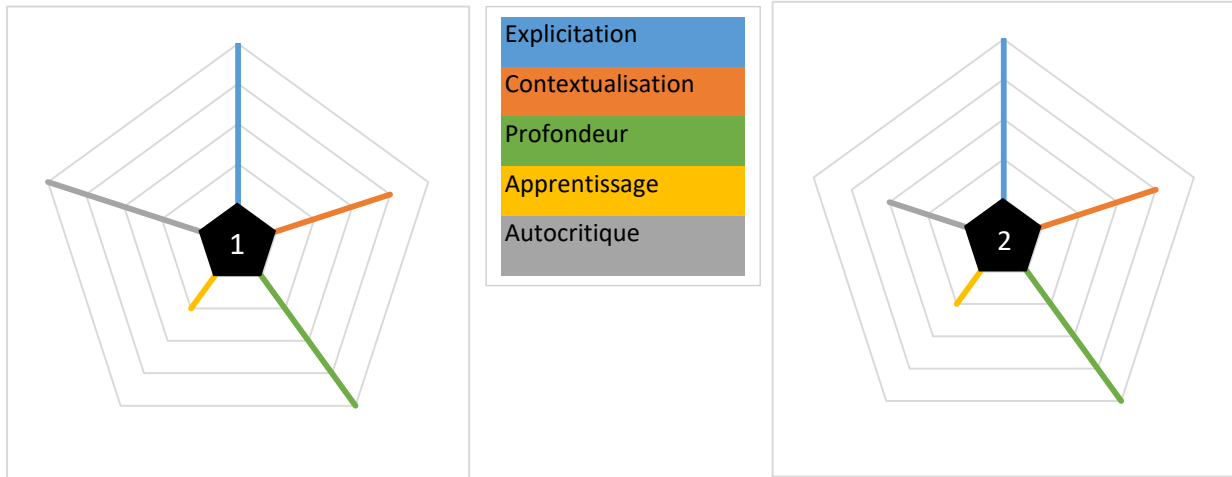 1
Explicitation
Contextualisation
Profondeur
Apprentissage
Autocritique
2